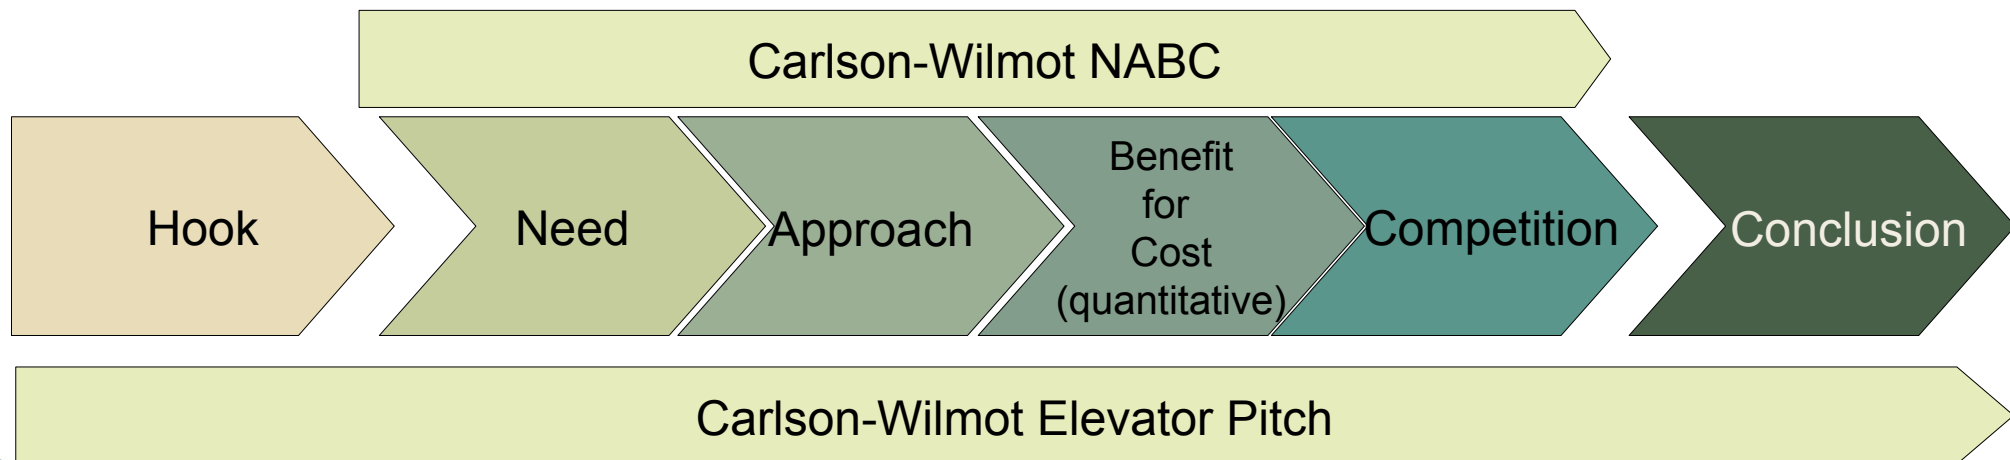 Carlson-Wilmot NABC
Hook
Need
Approach
Benefit
for
Cost
(quantitative)
Competition
Conclusion
Carlson-Wilmot Elevator Pitch